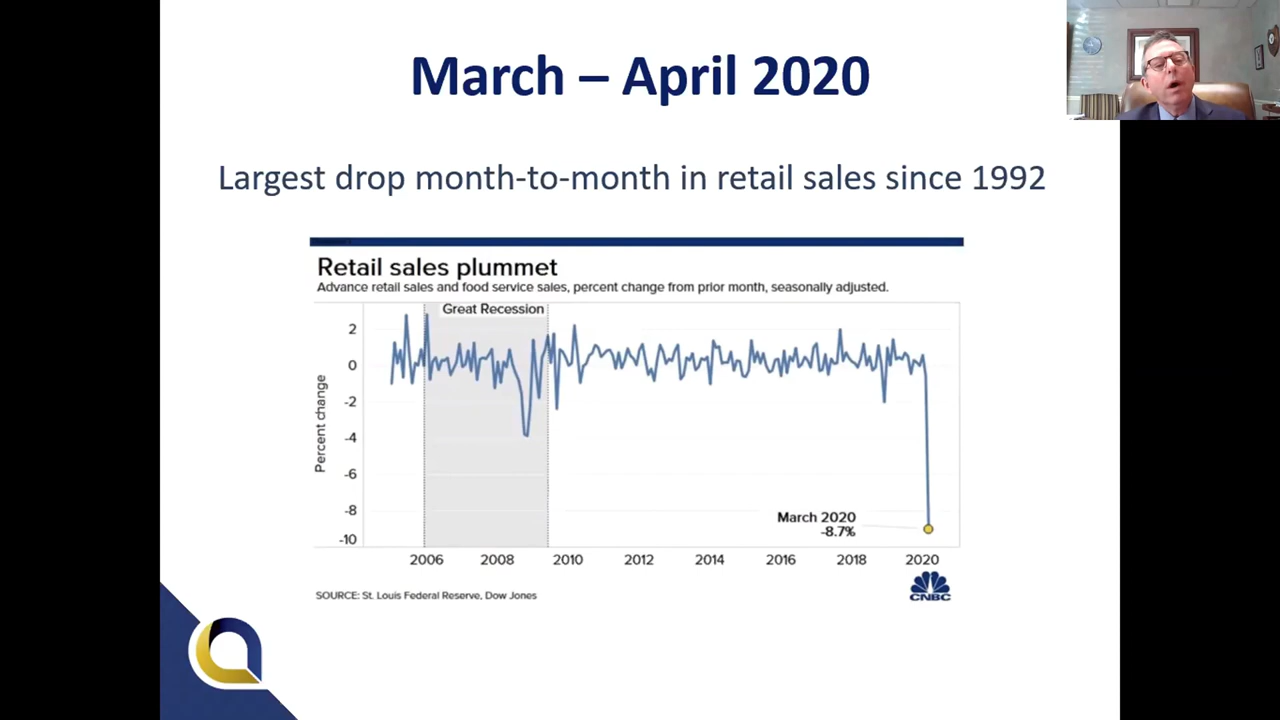 March – April 2020
Largest drop month-to-month in retail sales since 1992
Retail sales plummet
Advance retail sales and food service sales, percent change from prior month, seasonally adjusted.
Great Recession
Percent change
2
0
-2
-4
-6
-8
-10
March 2020
-8.7%
2006 2008 2010 2012 2014 2016 2018 2020
SOURCE: St. Louis Federal Reserve, Dow Jones
CNBC